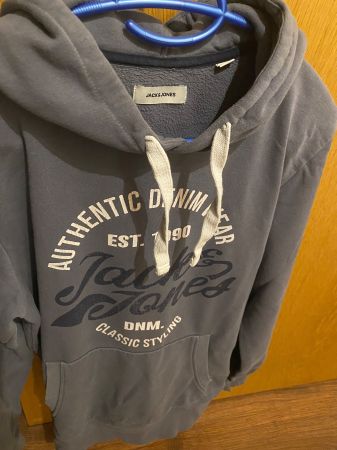 JACK&JONES
AUTHENTIC DENIM WEAR
EST. 1990
Jack &
Jones
DNM.
CLASSIC STYLING